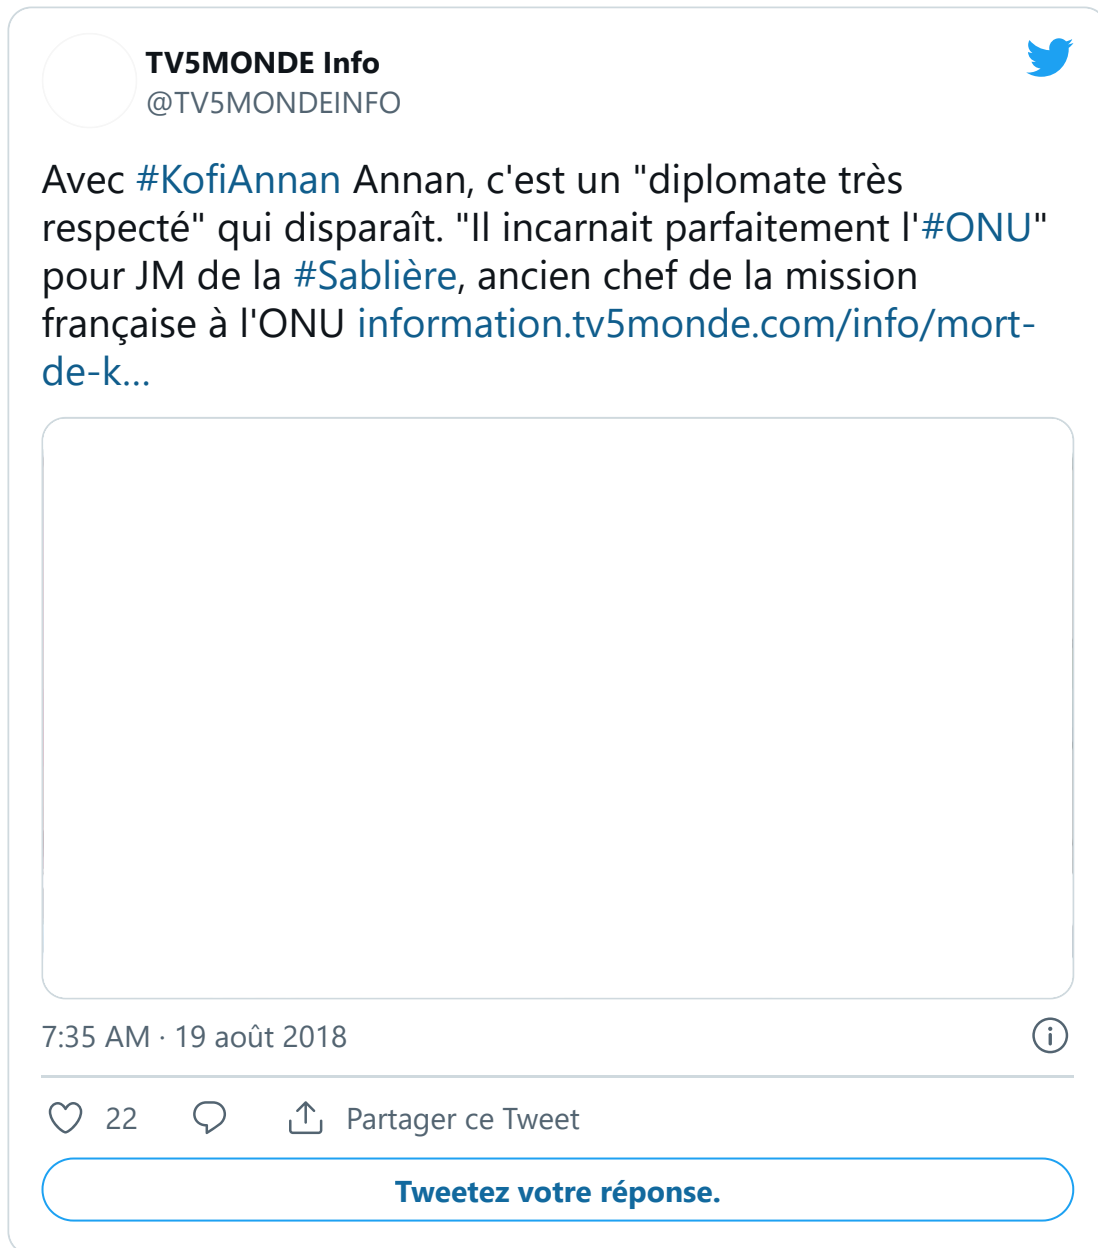 TV5MONDE Info
@TV5MONDEINFO
Avec #KofiAnnan Annan, c'est un "diplomate très
respecté" qui disparaît. "Il incarnait parfaitement l'#ONU"
pour JM de la #Sablière, ancien chef de la mission
française à l'ONU information.tv5monde.com/info/mort-
de-k…
7:35 AM · 19 août 2018
22
Partager ce Tweet
Tweetez votre réponse.